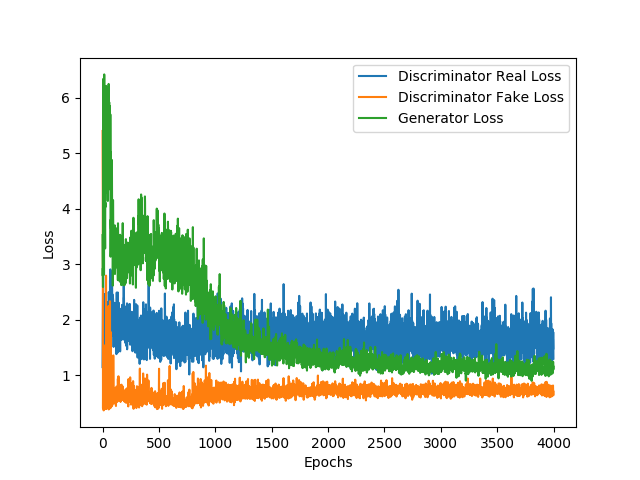 Discriminator Real Loss
Discriminator Fake Loss
Generator Loss
Loss
6
5
4
3
2
1
0 500 1000 1500 2000 2500 3000 3500 4000
Epochs